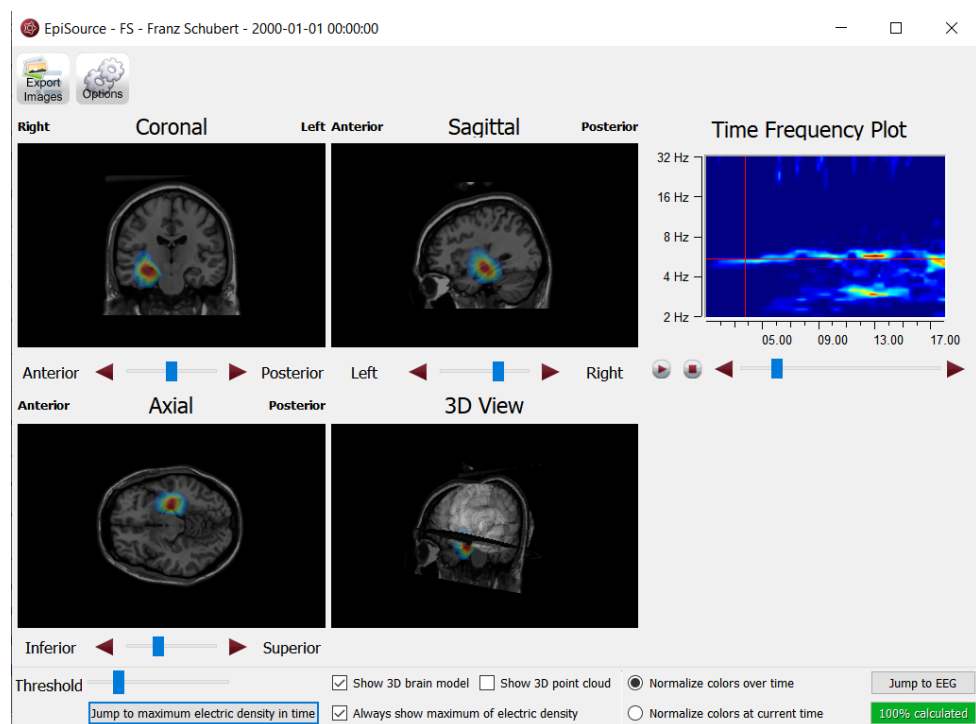 EpiSource - FS - Franz Schubert - 2000-01-01 00:00:00
Export
Images
Options
Right Coronal Left Anterior Sagittal Posterior
Time Frequency Plot
32 Hz
16 Hz
8 Hz
4 Hz
2 Hz
05.00 09.00 13.00 17.00
Anterior Posterior Left Right
Anterior Axial Posterior 3D View
Inferior Superior
Threshold
Show 3D brain model Show 3D point cloud Normalize colors over time Jump to EEG
Jump to maximum electric density in time Always show maximum of electric density Normalize colors at current time 100% calculated